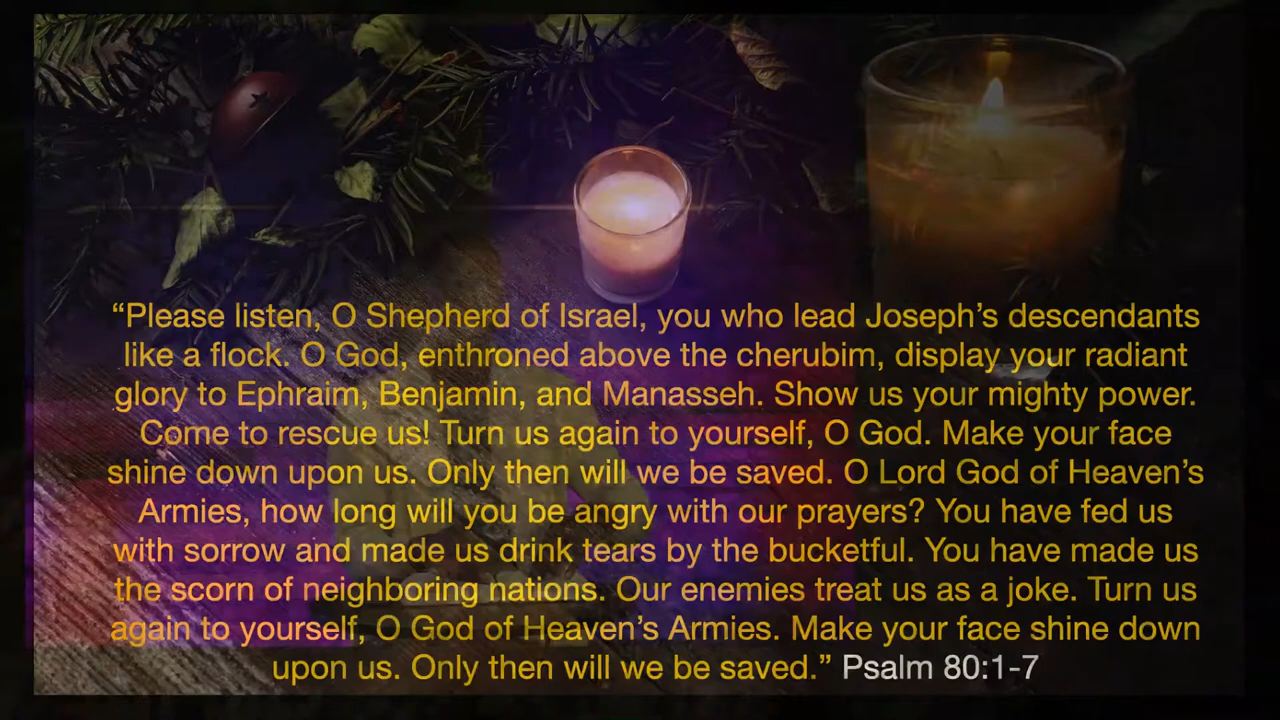 “Please listen, O Shepherd of Israel, you who lead Joseph’s descendants
like a flock. O God, enthroned above the cherubim, display your radiant
glory to Ephraim, Benjamin, and Manasseh. Show us your mighty power.
Come to rescue us! Turn us again to yourself, O God. Make your face
shine down upon us. Only then will we be saved. O Lord God of Heaven’s
Armies, how long will you be angry with our prayers? You have fed us
with sorrow and made us drink tears by the bucketful. You have made us
the scorn of neighboring nations. Our enemies treat us as a joke. Turn us
again to yourself, O God of Heaven’s Armies. Make your face shine down
upon us. Only then will we be saved.” Psalm 80:1-7